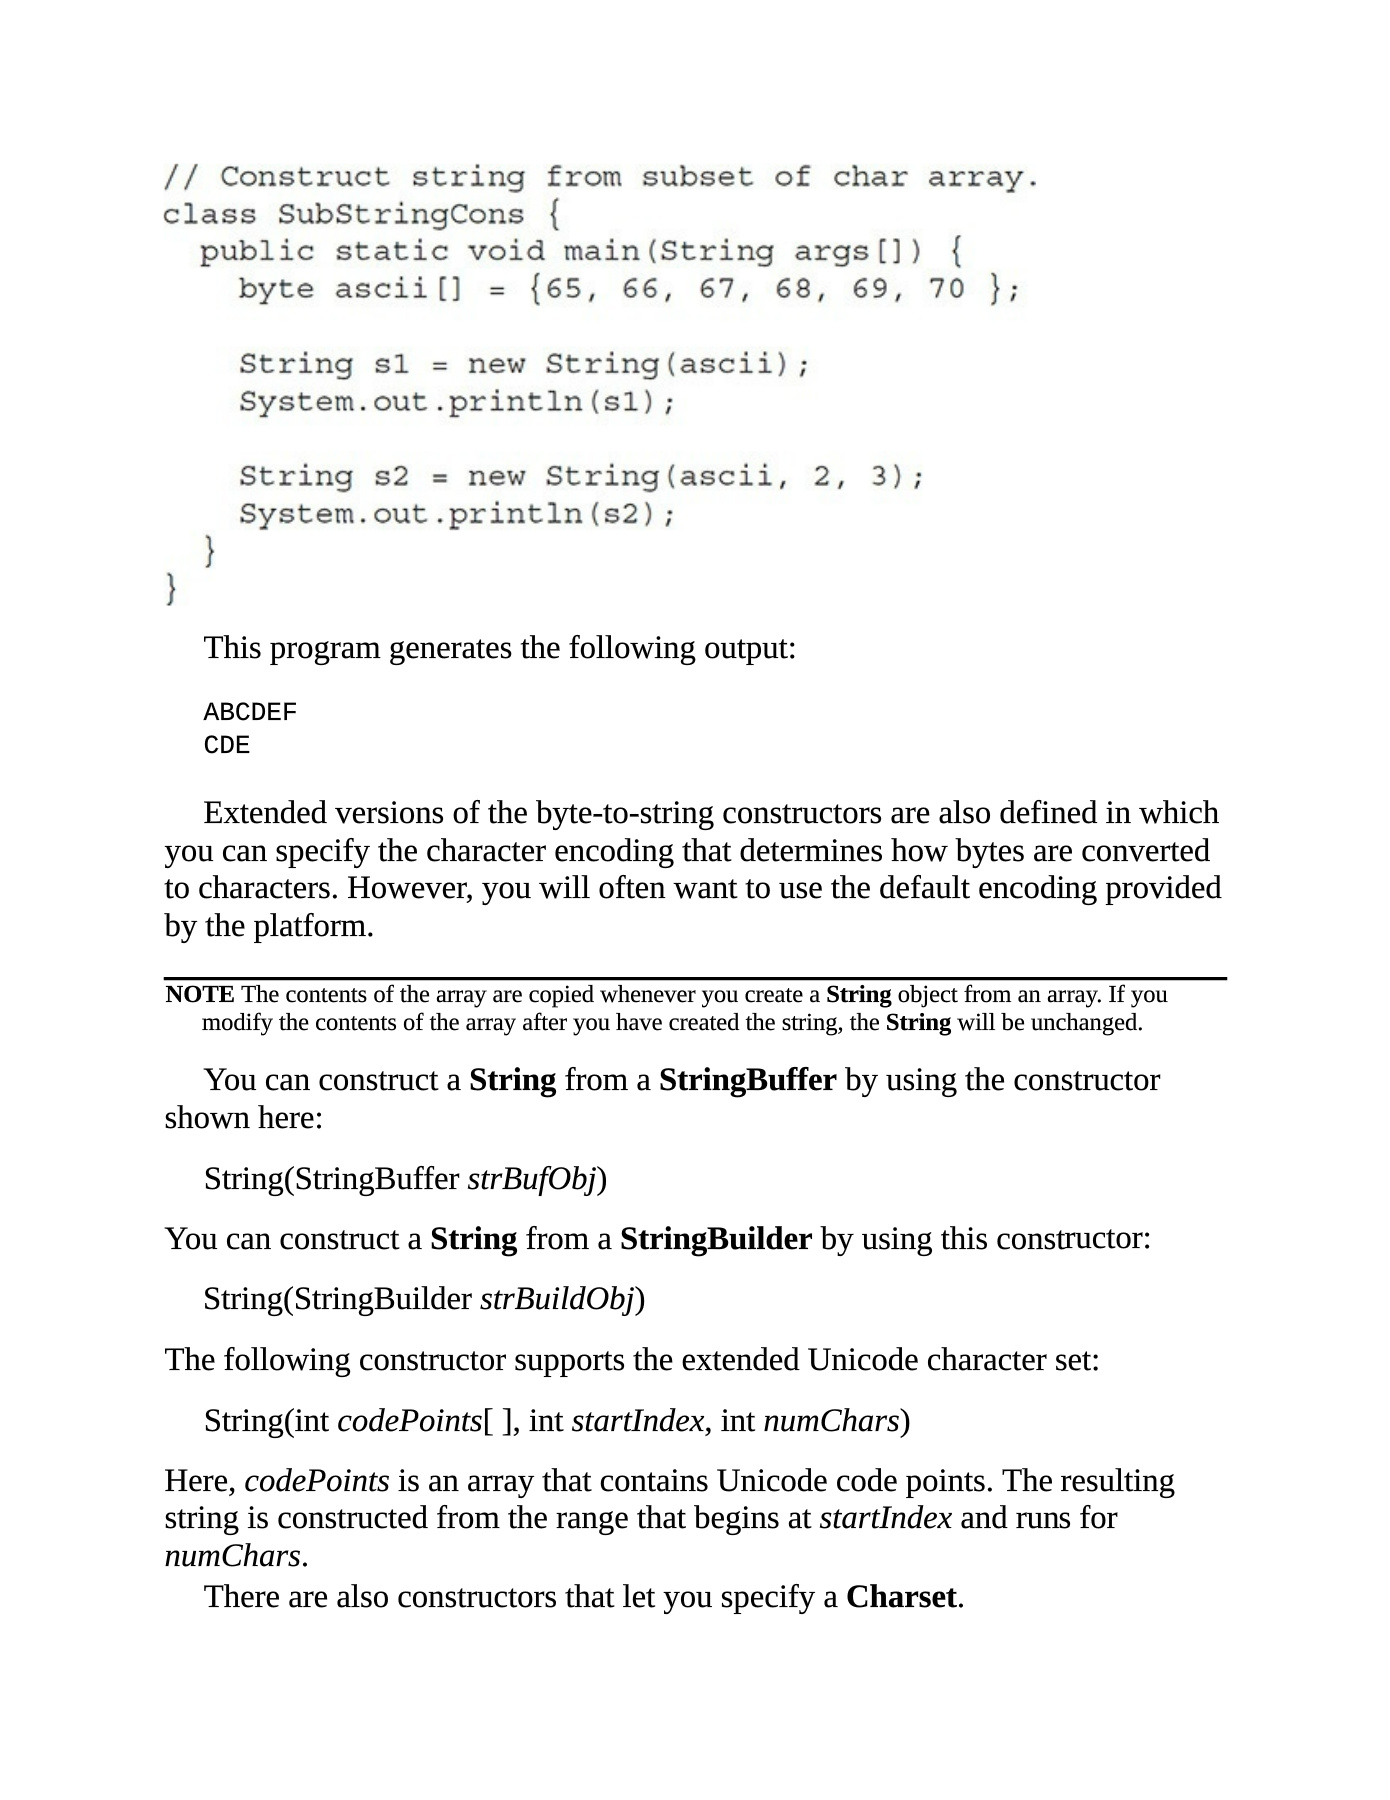 // Construct string from subset of char array.
class SubStringCons {
  public static void main(String args[]) {
    byte ascii[] = {65, 66, 67, 68, 69, 70 };

    String s1 = new String(ascii);
    System.out.println(s1);

    String s2 = new String(ascii, 2, 3);
    System.out.println(s2);
  }
}
This program generates the following output:
ABCDEF
CDE
Extended versions of the byte-to-string constructors are also defined in which
you can specify the character encoding that determines how bytes are converted
to characters. However, you will often want to use the default encoding provided
by the platform.
NOTE The contents of the array are copied whenever you create a String object from an array. If you
modify the contents of the array after you have created the string, the String will be unchanged.
You can construct a String from a StringBuffer by using the constructor
shown here:
String(StringBuffer strBufObj)
You can construct a String from a StringBuilder by using this constructor:
String(StringBuilder strBuildObj)
The following constructor supports the extended Unicode character set:
String(int codePoints[ ], int startIndex, int numChars)
Here, codePoints is an array that contains Unicode code points. The resulting
string is constructed from the range that begins at startIndex and runs for
numChars.
There are also constructors that let you specify a Charset.